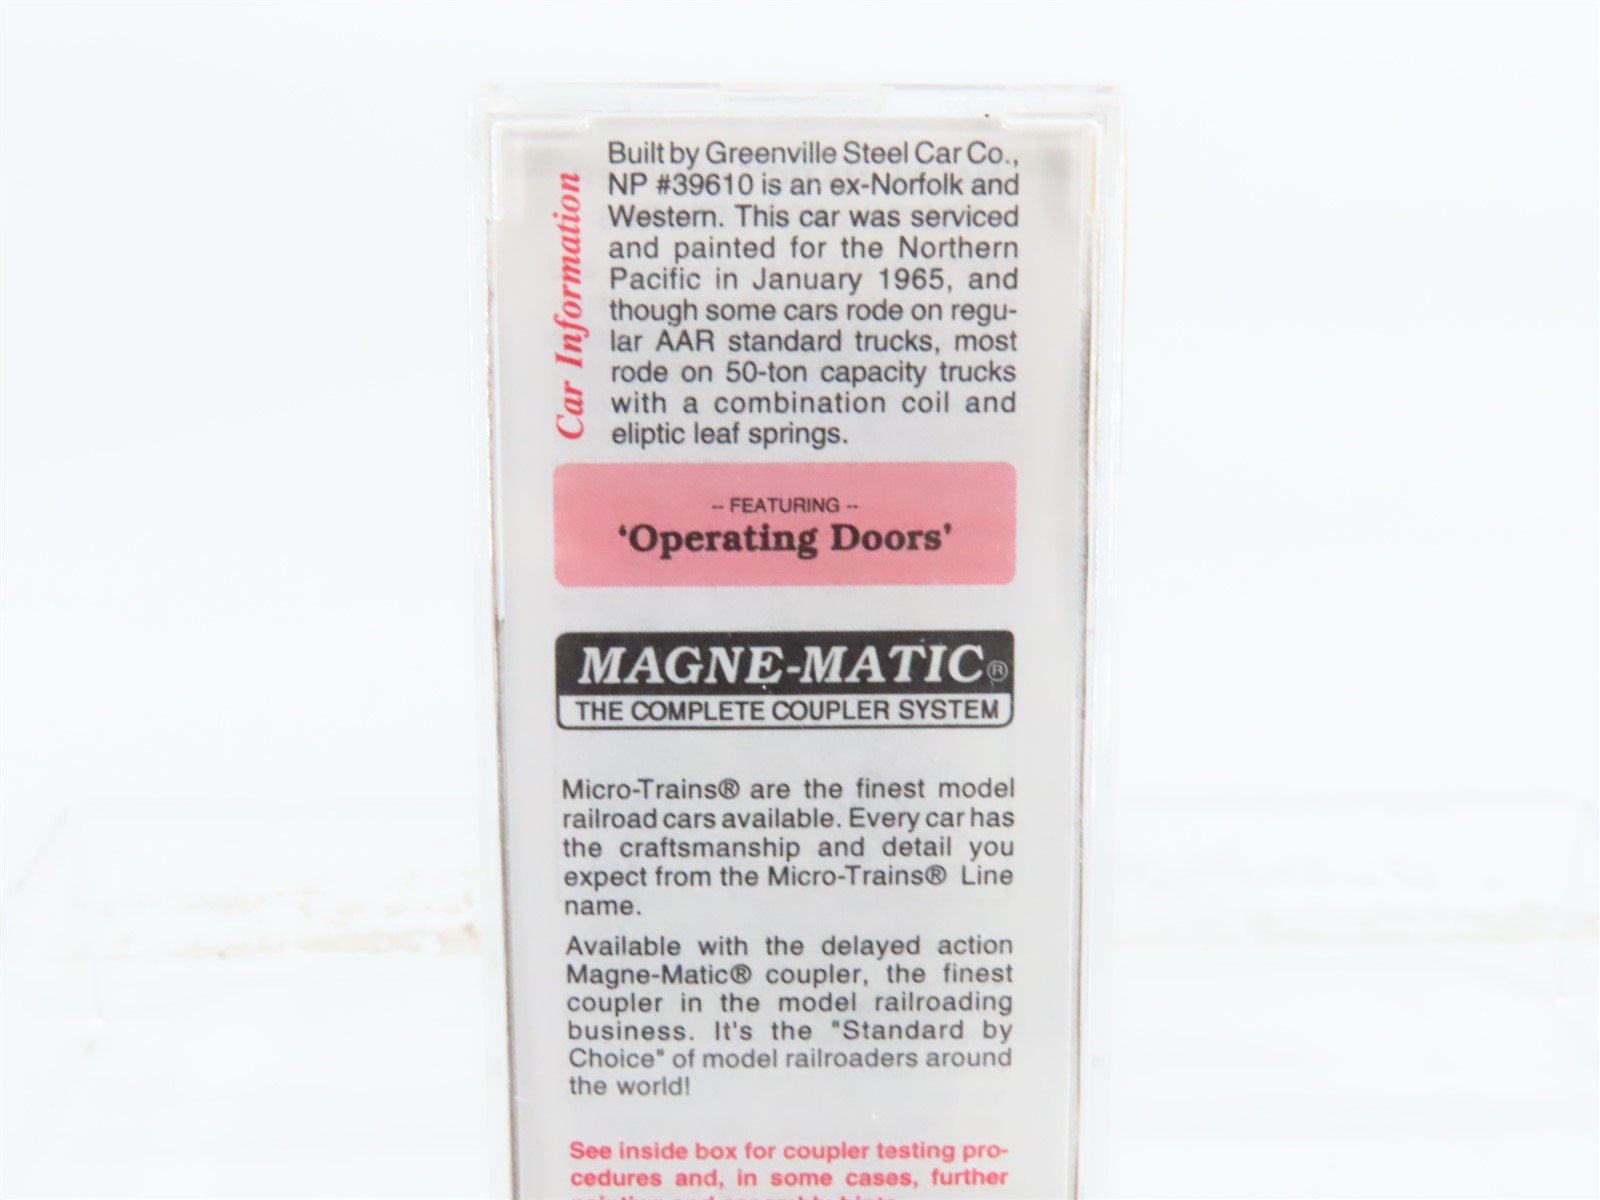 Car Information
Built by Greenville Steel Car Co.,
NP #39610 is an ex-Norfolk and
Western. This car was serviced
and painted for the Northern
Pacific in January 1965, and
though some cars rode on regu-
lar AAR standard trucks, most
rode on 50-ton capacity trucks
with a combination coil and
eliptic leaf springs.
-- FEATURING --
‘Operating Doors’
MAGNE-MATIC®
THE COMPLETE COUPLER SYSTEM
Micro-Trains® are the finest model
railroad cars available. Every car has
the craftsmanship and detail you
expect from the Micro-Trains® Line
name.
Available with the delayed action
Magne-Matic® coupler, the finest
coupler in the model railroading
business. It's the "Standard by
Choice" of model railroaders around
the world!
See inside box for coupler testing pro-
cedures and, in some cases, further